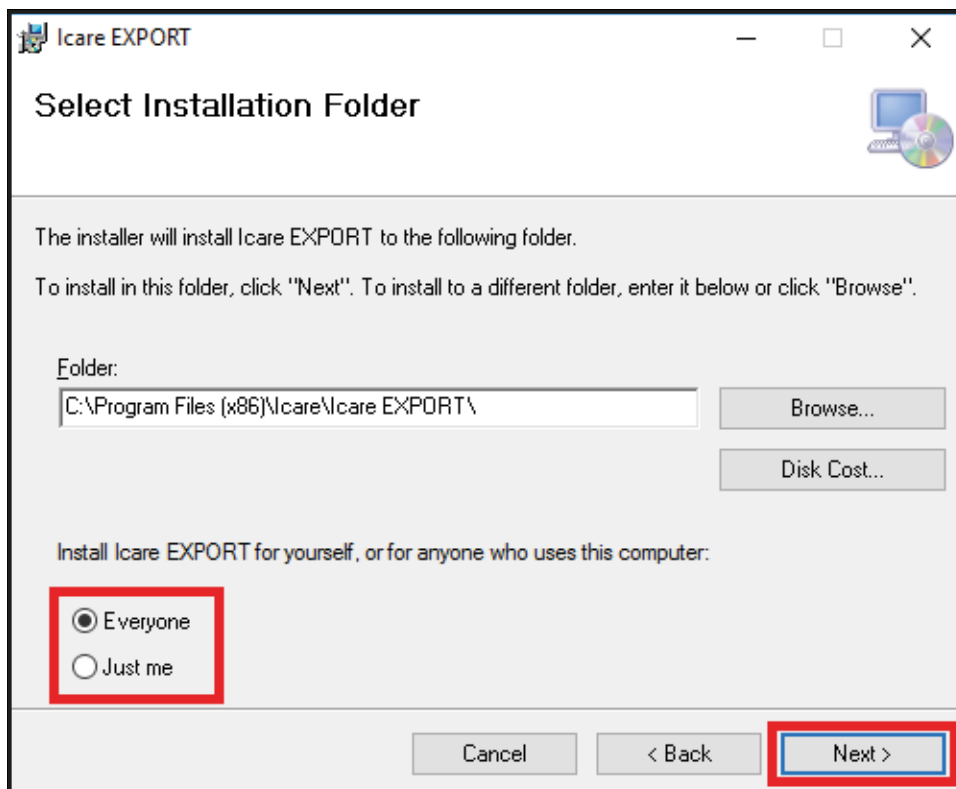 Icare EXPORT
Select Installation Folder
The installer will install Icare EXPORT to the following folder.
To install in this folder, click "Next". To install to a different folder, enter it below or click "Browse".
Folder:
C:\Program Files (x86)\Icare\Icare EXPORT\
Browse...
Disk Cost...
Install Icare EXPORT for yourself, or for anyone who uses this computer:
Everyone
Just me
Cancel
< Back
Next >